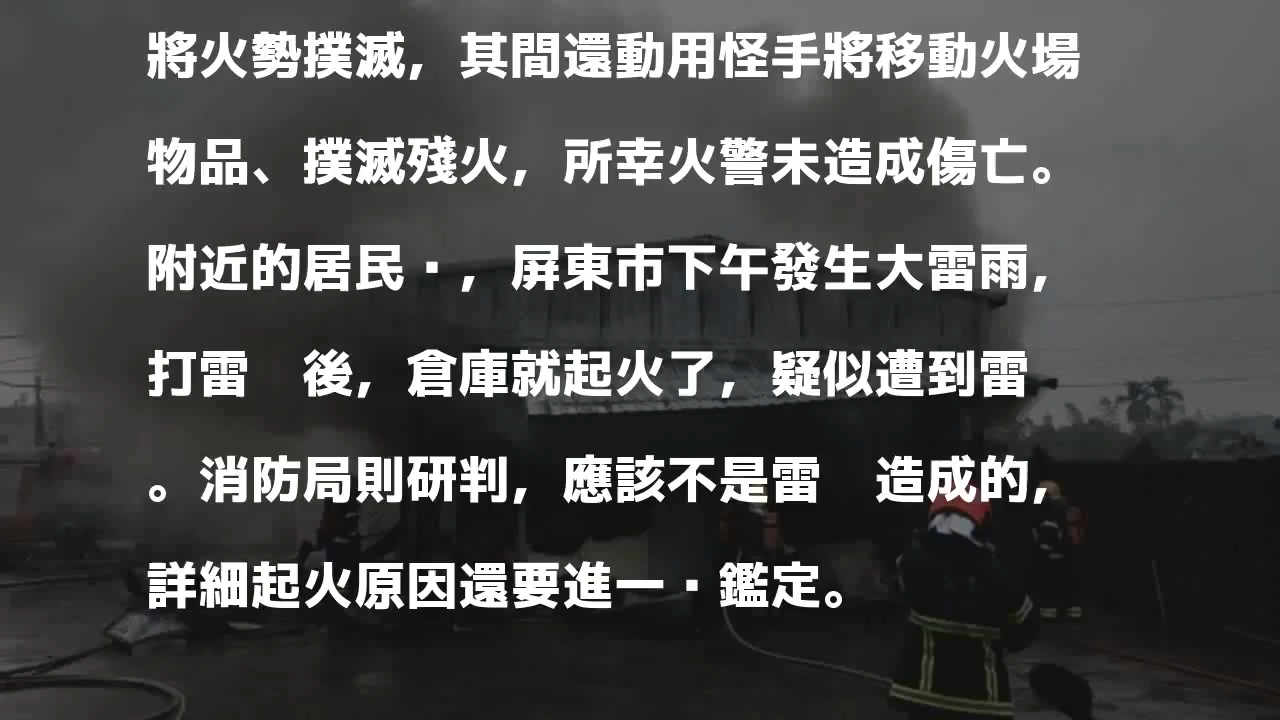 將火勢撲滅，其間還動用怪手將移動火場
物品、撲滅殘火，所幸火警未造成傷亡。
附近的居民▪，屏東市下午發生大雷雨，
打雷　後，倉庫就起火了，疑似遭到雷
。消防局則研判，應該不是雷　造成的，
詳細起火原因還要進一▪鑑定。